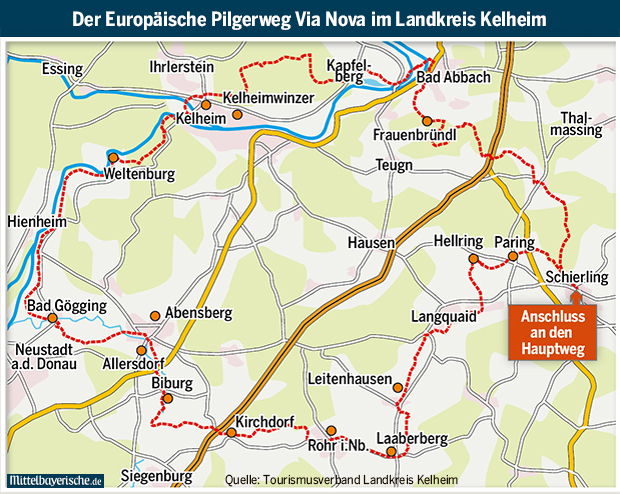 Der Europäische Pilgerweg Via Nova im Landkreis Kelheim
Essing
Ihrlerstein
Kapfel-
berg
Bad Abbach
Kelheimwinzer
Kelheim
Frauenbründl
Thal-
massing
Weltenburg
Teugn
Hienheim
Hausen
Hellring
Paring
Schierling
Bad Gögging
Abensberg
Langquaid
Anschluss
an den
Hauptweg
Neustadt
a.d. Donau
Allersdorf
Biburg
Leitenhausen
Kirchdorf
Rohr i.Nb.
Laaberberg
Siegenburg
Mittelbayerische.de
Quelle: Tourismusverband Landkreis Kelheim